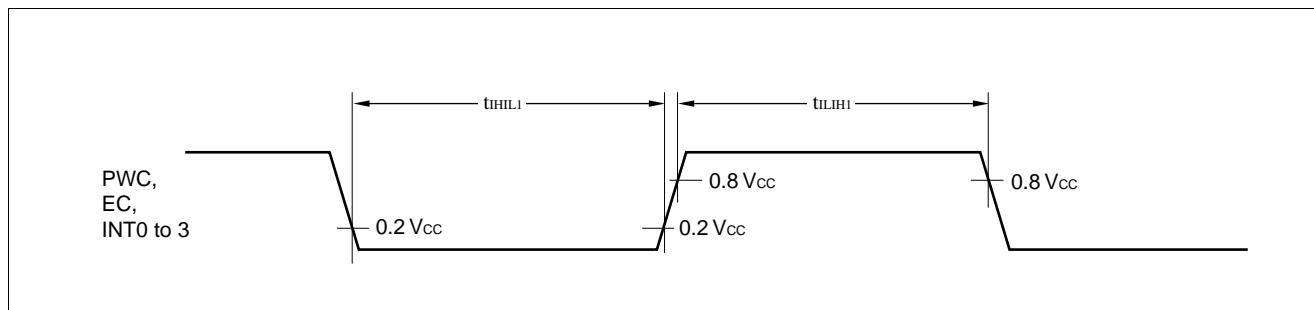 tIHIL1
tILIH1
PWC,
EC,
INT0 to 3
0.8 VCC
0.8 VCC
0.2 VCC
0.2 VCC